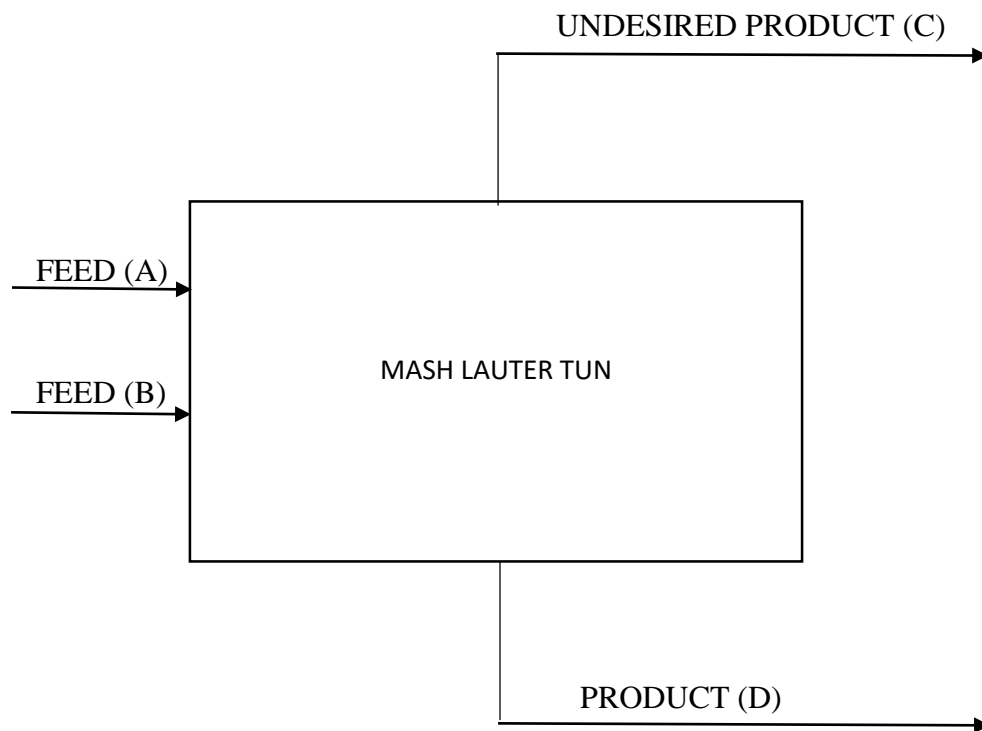 UNDESIRED PRODUCT (C)
FEED (A)
MASH LAUTER TUN
FEED (B)
PRODUCT (D)